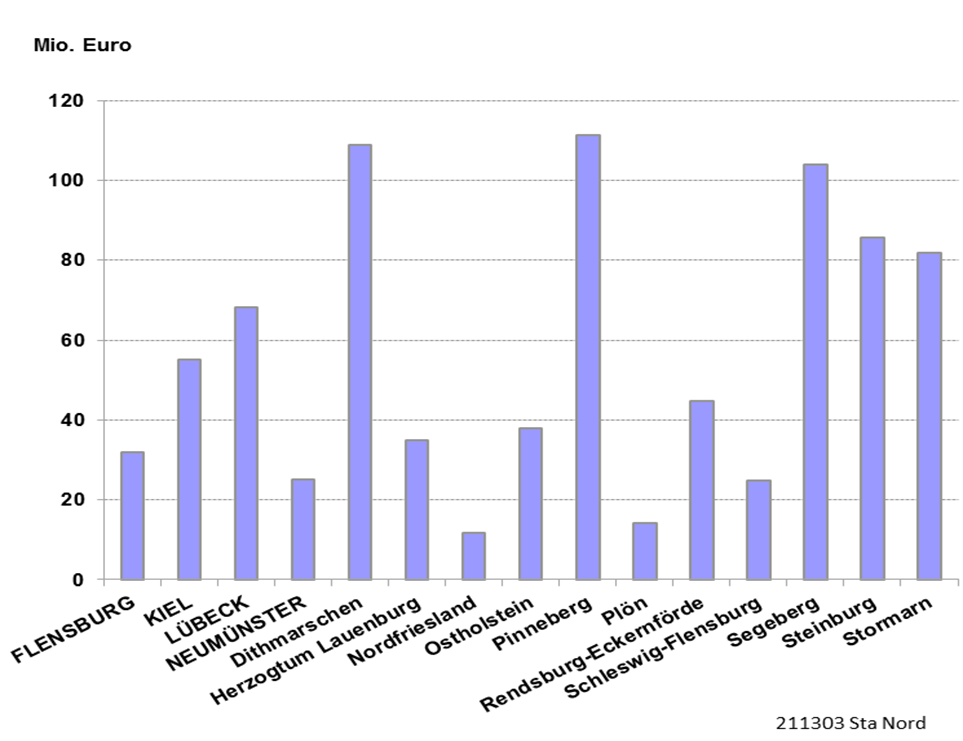 Mio. Euro
120
100
80
60
40
20
0
FLENSBURG
KIEL
LÜBECK
NEUMÜNSTER
Dithmarschen
Herzogtum Lauenburg
Nordfriesland
Ostholstein
Pinneberg
Plön
Rendsburg-Eckernförde
Schleswig-Flensburg
Segeberg
Steinburg
Stormarn
211303 Sta Nord